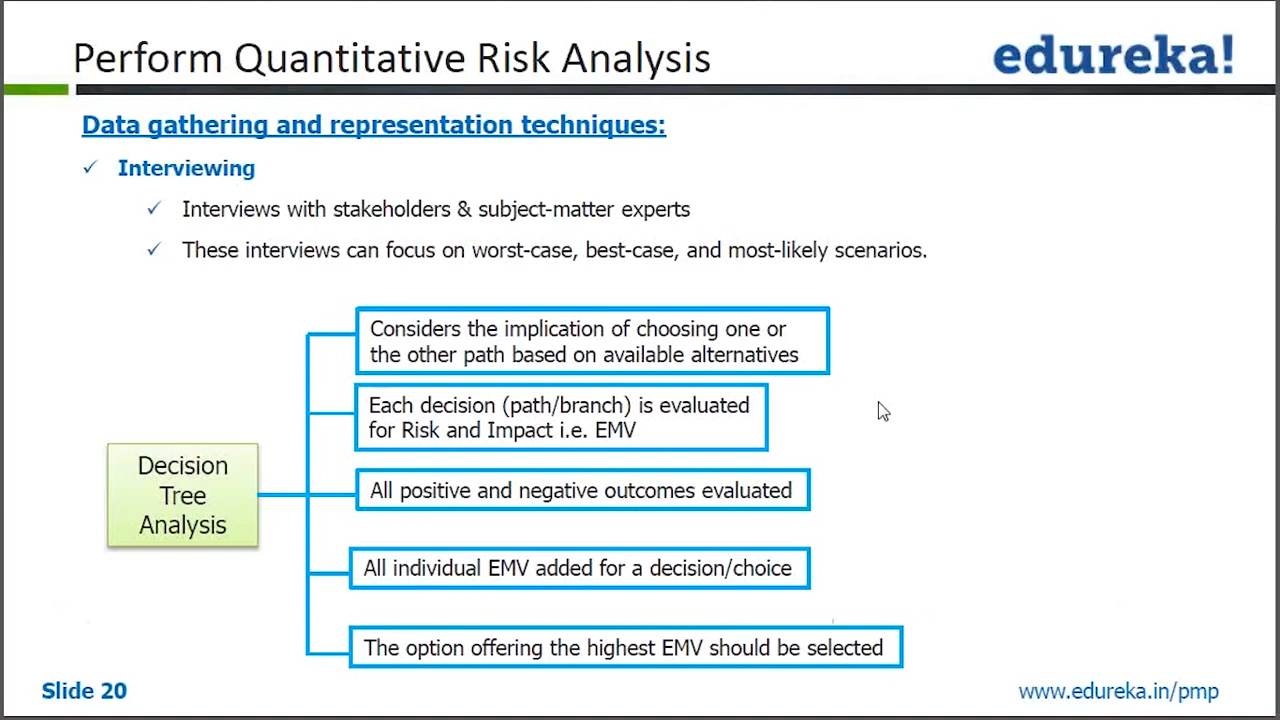 Perform Quantitative Risk Analysis
edureka!
Data gathering and representation techniques:
Interviewing
Interviews with stakeholders & subject-matter experts
These interviews can focus on worst-case, best-case, and most-likely scenarios.
Considers the implication of choosing one or
the other path based on available alternatives
Each decision (path/branch) is evaluated
for Risk and Impact i.e. EMV
Decision
Tree
Analysis
All positive and negative outcomes evaluated
All individual EMV added for a decision/choice
The option offering the highest EMV should be selected
Slide 20
www.edureka.in/pmp